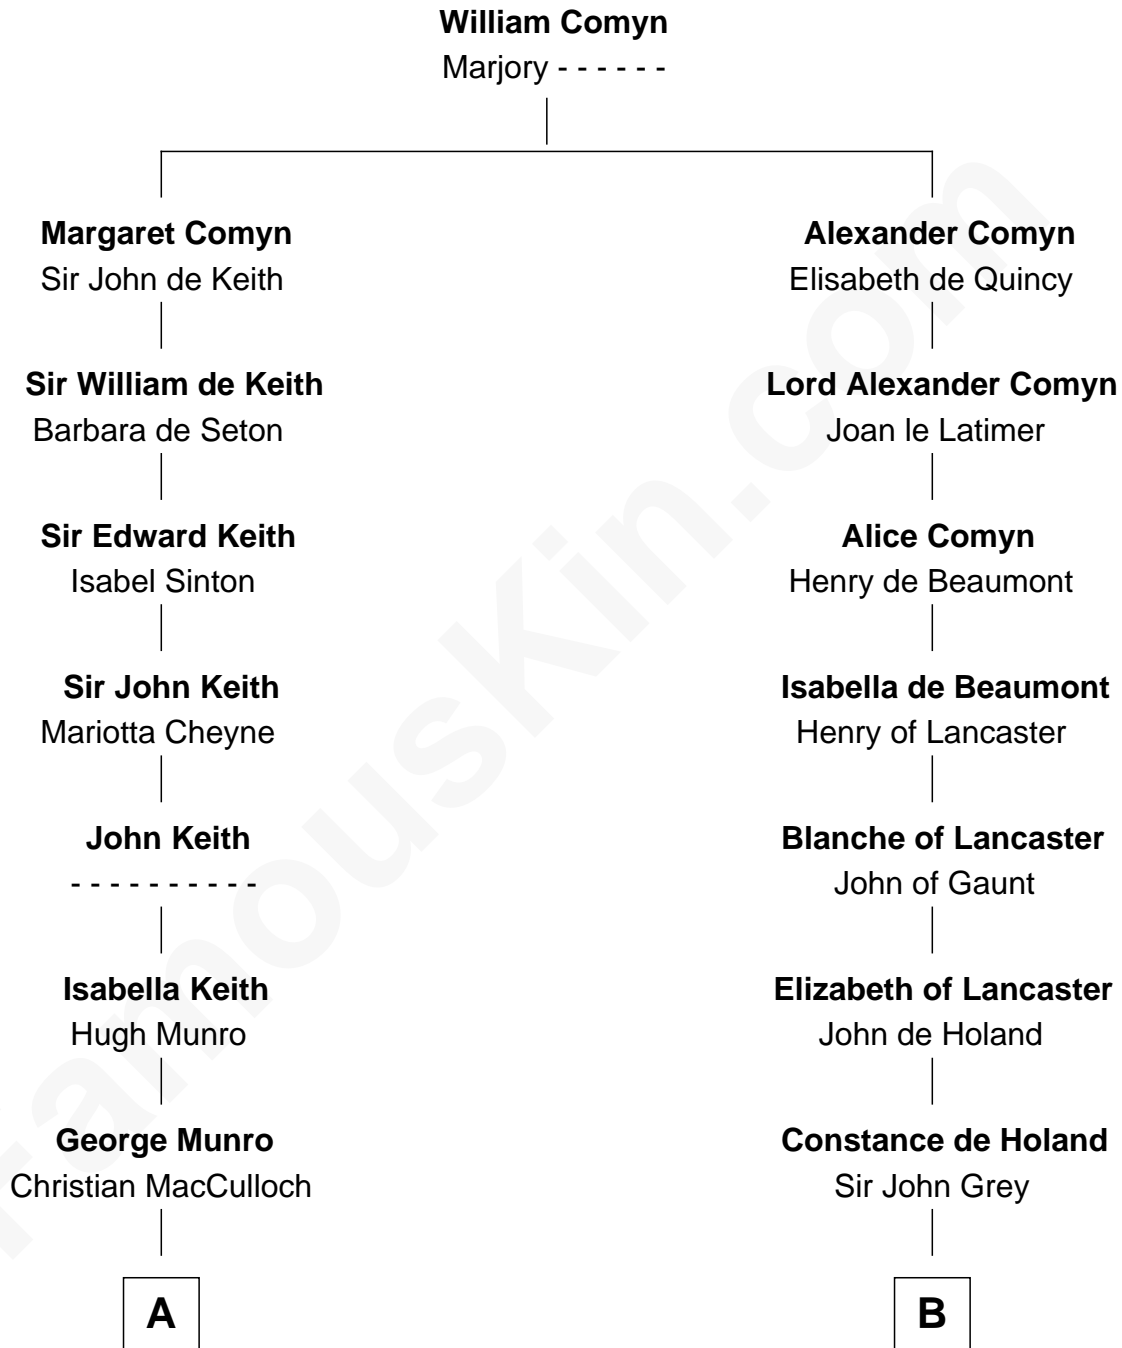 William Comyn
Marjory - - - - - -
Margaret Comyn
Sir John de Keith
Alexander Comyn
Elisabeth de Quincy
Sir William de Keith
Barbara de Seton
Lord Alexander Comyn
Joan le Latimer
Sir Edward Keith
Isabel Sinton
Alice Comyn
Henry de Beaumont
Sir John Keith
Mariotta Cheyne
Isabella de Beaumont
Henry of Lancaster
John Keith
- - - - - - - - - -
Blanche of Lancaster
John of Gaunt
Isabella Keith
Hugh Munro
Elizabeth of Lancaster
John de Holand
George Munro
Christian MacCulloch
Constance de Holand
Sir John Grey
A
B
FamousKin.com